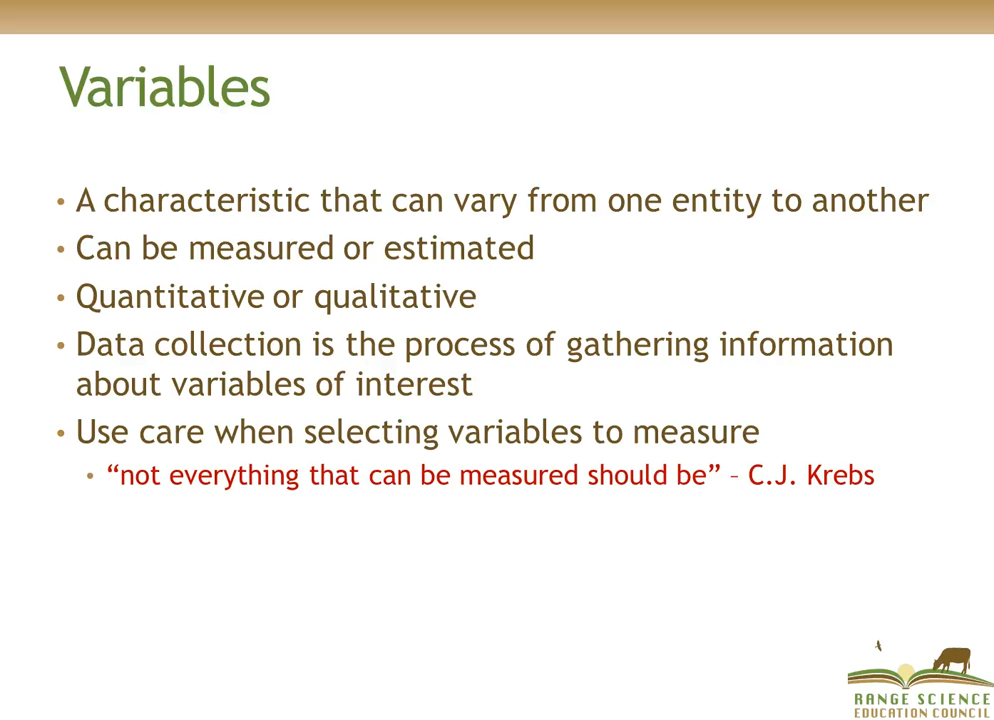 Variables
• A characteristic that can vary from one entity to another
• Can be measured or estimated
• Quantitative or qualitative
• Data collection is the process of gathering information
about variables of interest
• Use care when selecting variables to measure
• “not everything that can be measured should be” – C.J. Krebs
RANGE SCIENCE
EDUCATION COUNCIL